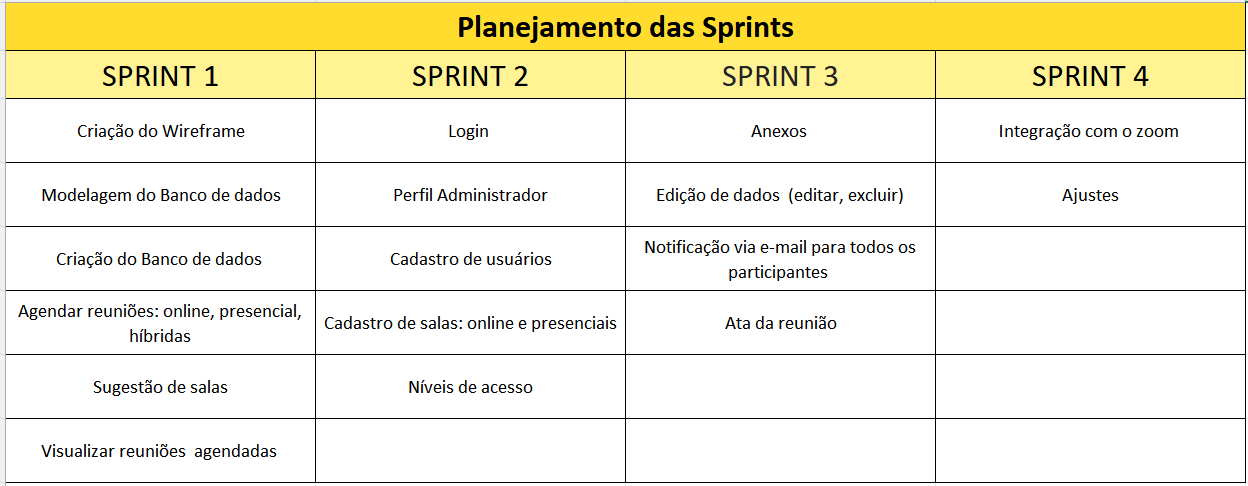 Planejamento das Sprints
SPRINT 1
SPRINT 2
SPRINT 3
SPRINT 4
Criação do Wireframe
Login
Anexos
Integração com o zoom
Modelagem do Banco de dados
Perfil Administrador
Edição de dados  (editar, excluir)
Ajustes
Criação do Banco de dados
Cadastro de usuários
Notificação via e-mail para todos os
participantes
Agendar reuniões: online, presencial,
híbridas
Cadastro de salas: online e presenciais
Ata da reunião
Sugestão de salas
Níveis de acesso
Visualizar reuniões  agendadas